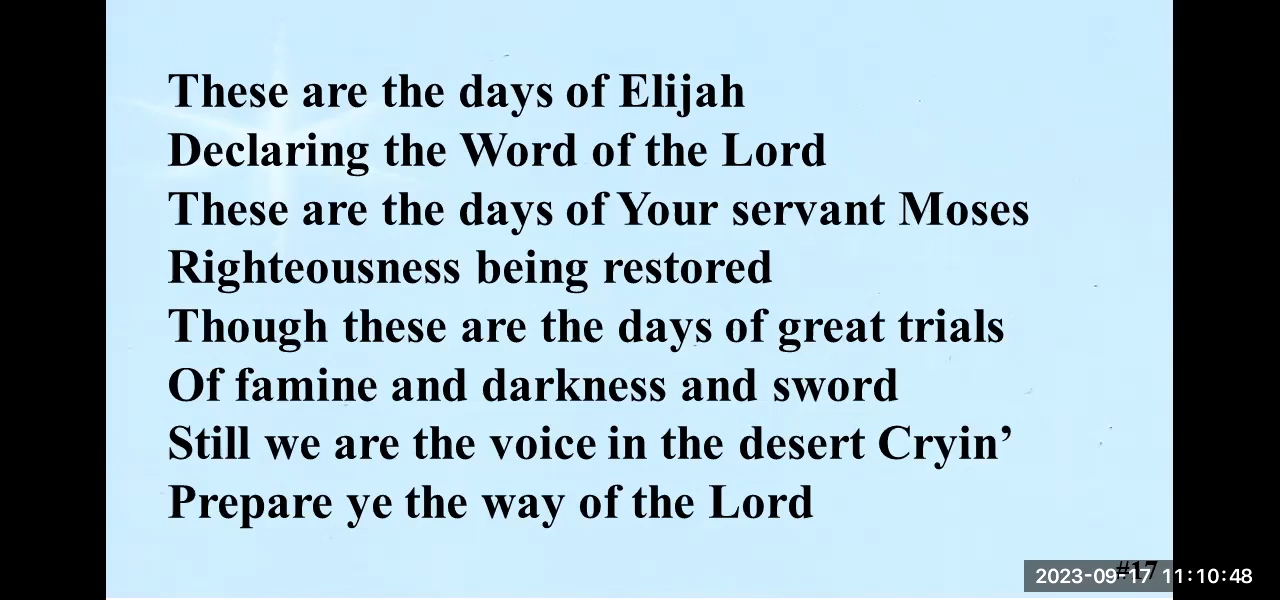 These are the days of Elijah
Declaring the Word of the Lord
These are the days of Your servant Moses
Righteousness being restored
Though these are the days of great trials
Of famine and darkness and sword
Still we are the voice in the desert Cryin’
Prepare ye the way of the Lord
#17
2023-09-17 11:10:48